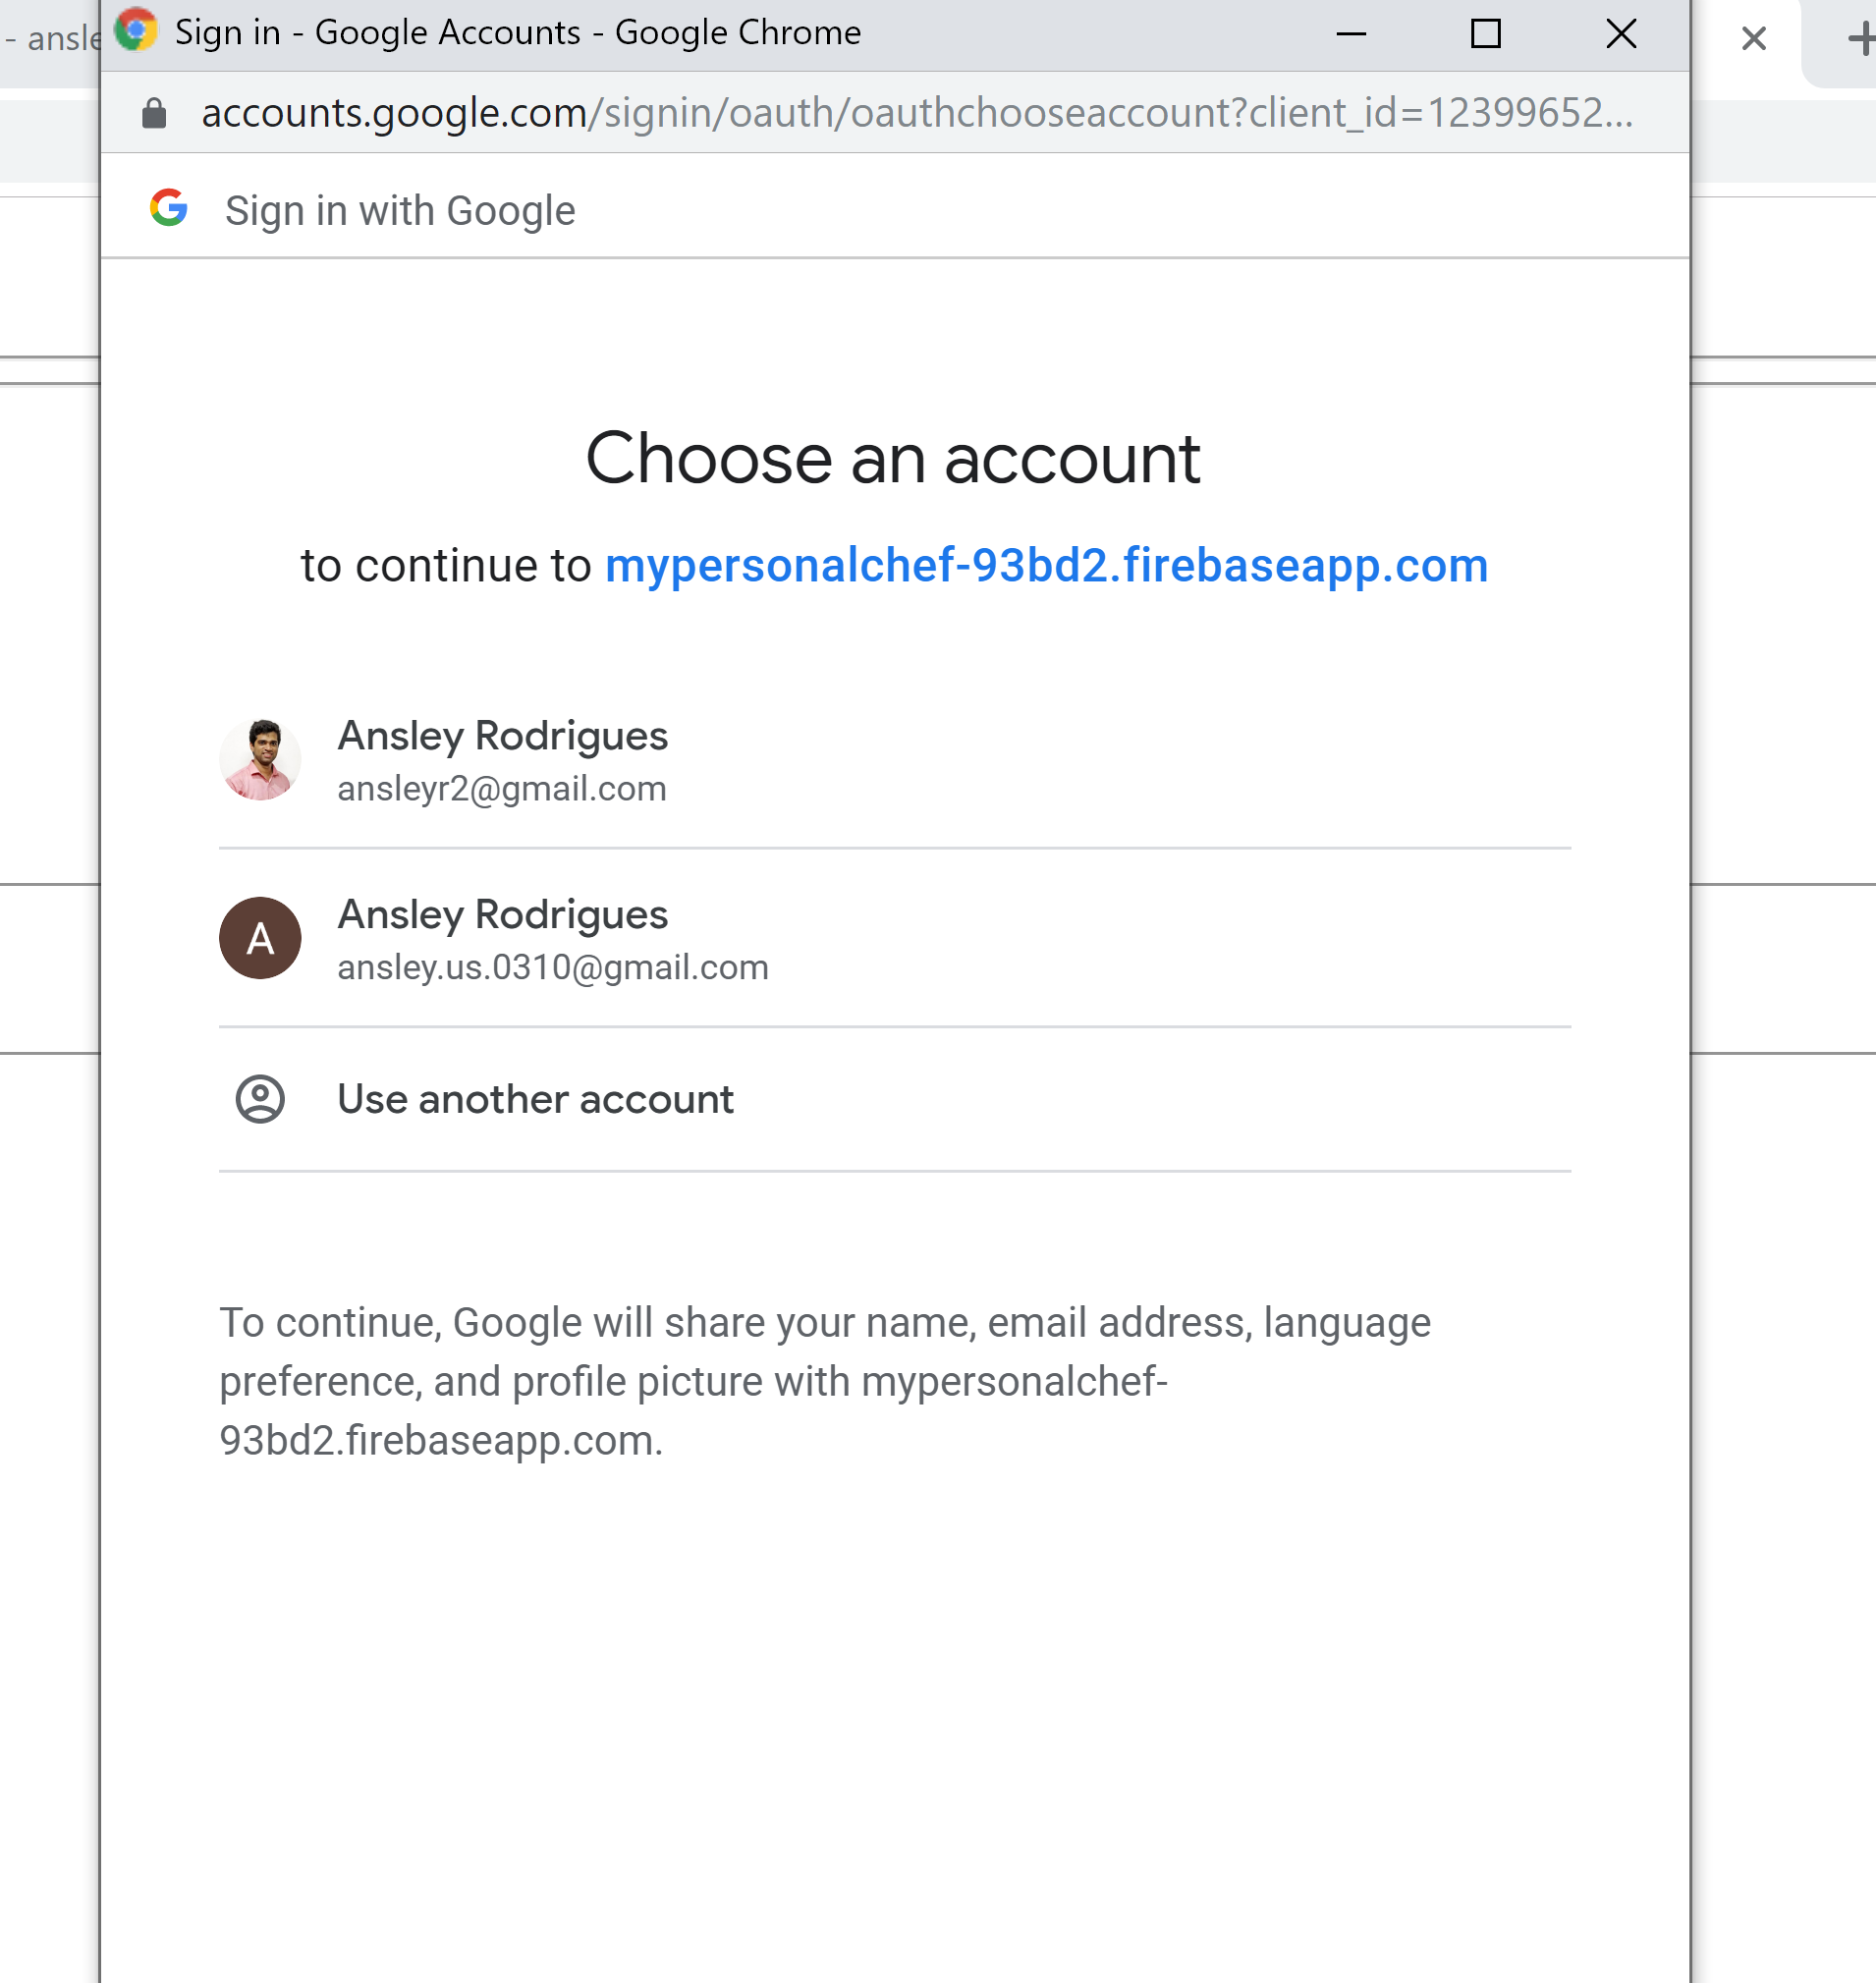 - ansle
Sign in - Google Accounts - Google Chrome
accounts.google.com/signin/oauth/oauthchooseaccount?client_id=12399652...
Sign in with Google
Choose an account
to continue to mypersonalchef-93bd2.firebaseapp.com
Ansley Rodrigues
ansleyr2@gmail.com
A
Ansley Rodrigues
ansley.us.0310@gmail.com
Use another account
To continue, Google will share your name, email address, language
preference, and profile picture with mypersonalchef-
93bd2.firebaseapp.com.